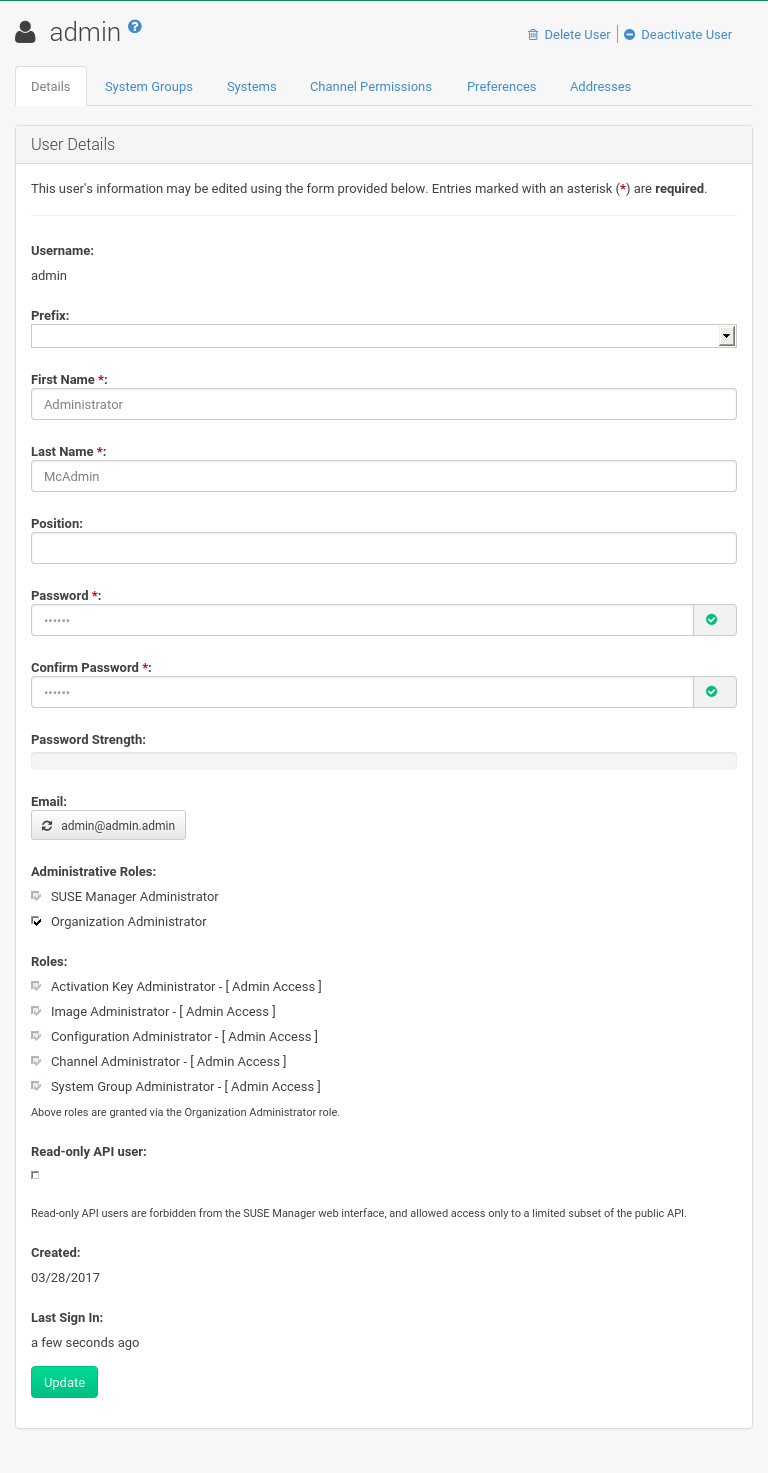 admin
Delete User
Deactivate User
Details
System Groups
Systems
Channel Permissions
Preferences
Addresses
User Details
This user's information may be edited using the form provided below. Entries marked with an asterisk (*) are required.
Username:
admin
Prefix:
First Name *:
Administrator
Last Name *:
McAdmin
Position:
Password *:
••••••
Confirm Password *:
••••••
Password Strength:
Email:
admin@admin.admin
Administrative Roles:
SUSE Manager Administrator
Organization Administrator
Roles:
Activation Key Administrator - [ Admin Access ]
Image Administrator - [ Admin Access ]
Configuration Administrator - [ Admin Access ]
Channel Administrator - [ Admin Access ]
System Group Administrator - [ Admin Access ]
Above roles are granted via the Organization Administrator role.
Read-only API user:
Read-only API users are forbidden from the SUSE Manager web interface, and allowed access only to a limited subset of the public API.
Created:
03/28/2017
Last Sign In:
a few seconds ago
Update